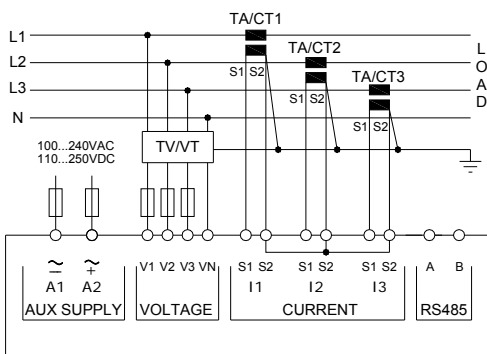 TA/CT1
L1
TA/CT2
L2
S1 S2
TA/CT3
L3
S1 S2
N
S1 S2
L
O
A
D
100...240VAC
110...250VDC
TV/VT
~ ~
– +
V1 V2 V3 VN S1 S2 S1 S2 S1 S2 A B
A1 A2 I1 I2 I3
AUX SUPPLY VOLTAGE CURRENT RS485